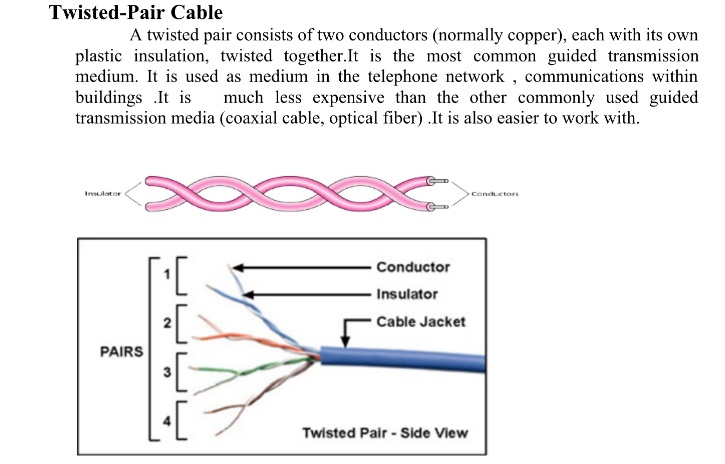 Twisted-Pair Cable
A twisted pair consists of two conductors (normally copper), each with its own
plastic insulation, twisted together.It is the most common guided transmission
medium. It is used as medium in the telephone network , communications within
buildings .It is much less expensive than the other commonly used guided
transmission media (coaxial cable, optical fiber) .It is also easier to work with.
Insulator
Conductors
1
Conductor
Insulator
2
Cable Jacket
PAIRS
3
4
Twisted Pair - Side View